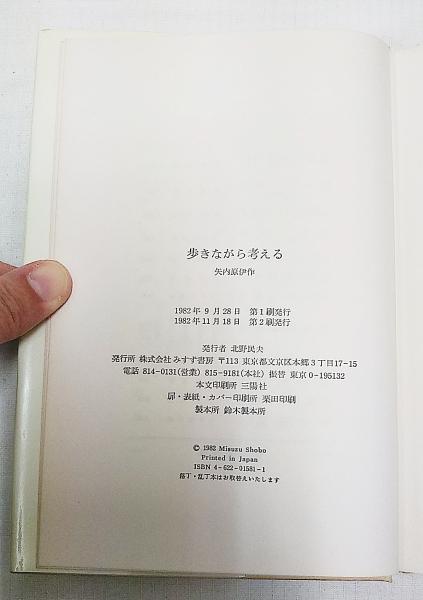 歩きながら考える
矢内原伊作
1982年9月28日 第1刷発行
1982年11月18日 第2刷発行
発行者 北野民夫
発行所 株式会社 みすず書房 〒113 東京都文京区本郷3丁目17-15
電話 814-0131(営業部) 815-9181(本社) 振替 東京 0-195132
本文印刷所 三陽社
扉・表紙・カバー印刷所 栗田印刷
製本所 鈴木製本所
© 1982 Misuzu Shobo
Printed in Japan
ISBN 4-622-01581-1
落丁・乱丁本はお取替えいたします